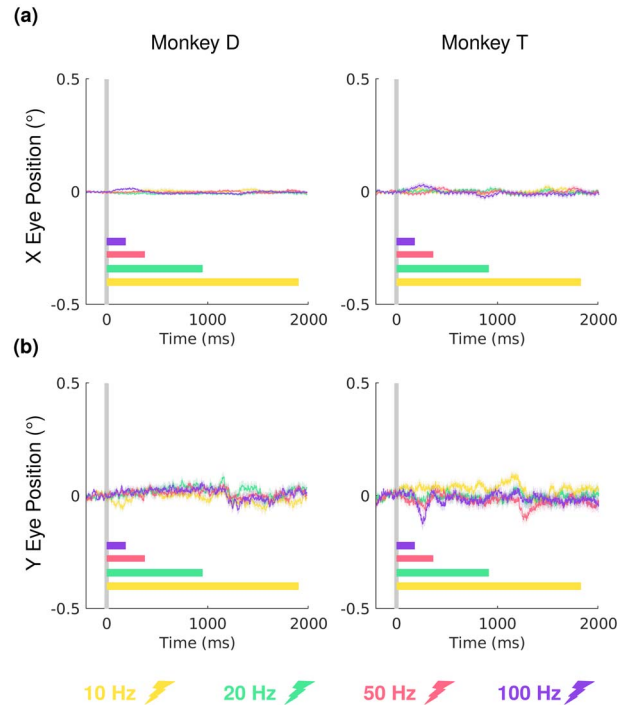 (a)
Monkey D
Monkey T
X Eye Position (°)
0.5
0
-0.5
0 1000 2000
Time (ms)
0.5
0
-0.5
0 1000 2000
Time (ms)
(b)
Y Eye Position (°)
0.5
0
-0.5
0 1000 2000
Time (ms)
0.5
0
-0.5
0 1000 2000
Time (ms)
10 Hz 20 Hz 50 Hz 100 Hz